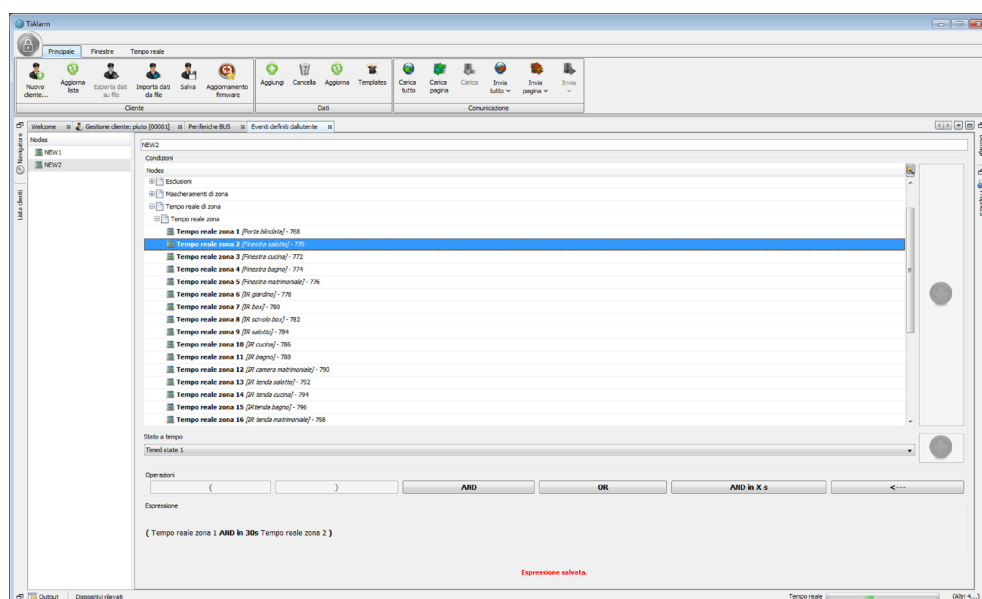 TiAlarm
Principale Finestre Tempo reale
Nuovo cliente... Aggiorna lista Esporta dati su file Importa dati da file Salva Aggiornamento firmware Aggiungi Cancella Aggiorna Templates Carica tutto Carica pagina Carica Invia tutto Invia pagina Invia
Cliente Dati Comunicazione
Welcome Gestione cliente: pluto [00001] Periferiche BUS Eventi definiti dall'utente
Navigatore
Lista clienti
Nodes
NEW1
NEW2
NEW2
Condizioni
Nodes
Esclusioni
Mascheramenti di zona
Tempo reale di zona
Tempo reale zona
Tempo reale zona 1 [Porta blindata] - 768
Tempo reale zona 2 [Finestra salotto] - 770
Tempo reale zona 3 [Finestra cucina] - 772
Tempo reale zona 4 [Finestra bagno] - 774
Tempo reale zona 5 [Finestra matrimoniale] - 776
Tempo reale zona 6 [IR giardino] - 778
Tempo reale zona 7 [IR box] - 780
Tempo reale zona 8 [IR scivolo box] - 782
Tempo reale zona 9 [IR salotto] - 784
Tempo reale zona 10 [IR cucina] - 786
Tempo reale zona 11 [IR bagno] - 788
Tempo reale zona 12 [IR camera matrimoniale] - 790
Tempo reale zona 13 [IR tenda salotto] - 792
Tempo reale zona 14 [IR tenda cucina] - 794
Tempo reale zona 15 [IRtenda bagno] - 796
Tempo reale zona 16 [IR tenda matrimoniale] - 798
Stato a tempo
Timed state 1
Operazioni
( ) AND OR AND in X s <---
Espressione
( Tempo reale zona 1 AND in 30s Tempo reale zona 2 )
Espressione salvata.
Output Dispositivi rilevati Tempo reale (Altri 4...)